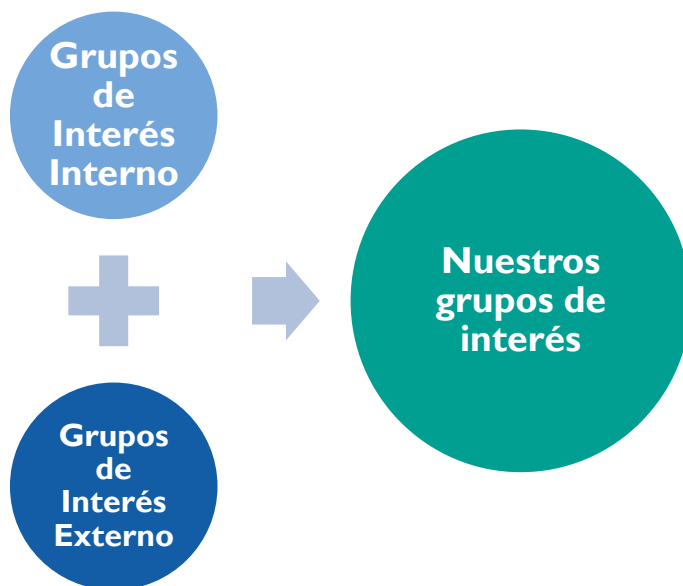 Grupos
de
Interés
Interno
Nuestros
grupos de
interés
Grupos
de
Interés
Externo